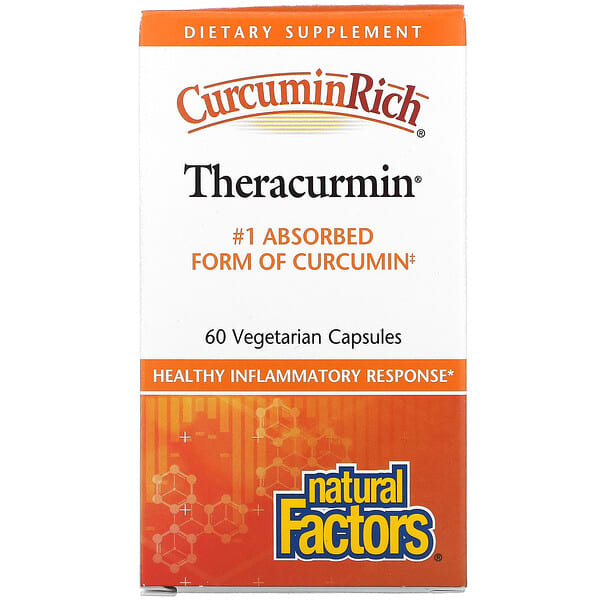 DIETARY SUPPLEMENT
CurcuminRich®
Theracurmin®
#1 ABSORBED
FORM OF CURCUMIN‡
60 Vegetarian Capsules
HEALTHY INFLAMMATORY RESPONSE*
natural
Factors®